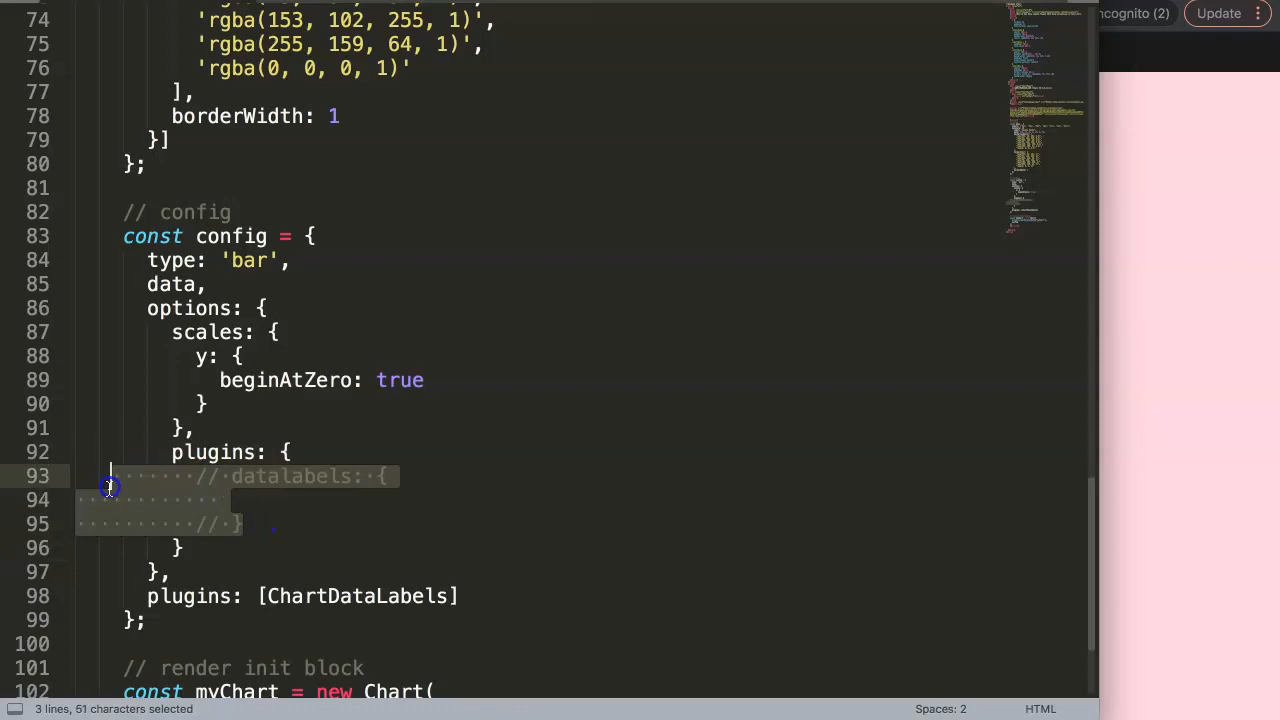 74 'rgba(153, 102, 255, 1)',
75 'rgba(255, 159, 64, 1)',
76 'rgba(0, 0, 0, 1)'
77 ],
78 borderWidth: 1
79 }]
80 };
81
82 // config
83 const config = {
84 type: 'bar',
85 data,
86 options: {
87 scales: {
88 y: {
89 beginAtZero: true
90 }
91 },
92 plugins: {
93 // datalabels: {
94
95 // }
96 }
97 },
98 plugins: [ChartDataLabels]
99 };
100
101 // render init block
102 const myChart = new Chart(
3 lines, 51 characters selected
Spaces: 2
HTML
ncognito (2)
Update